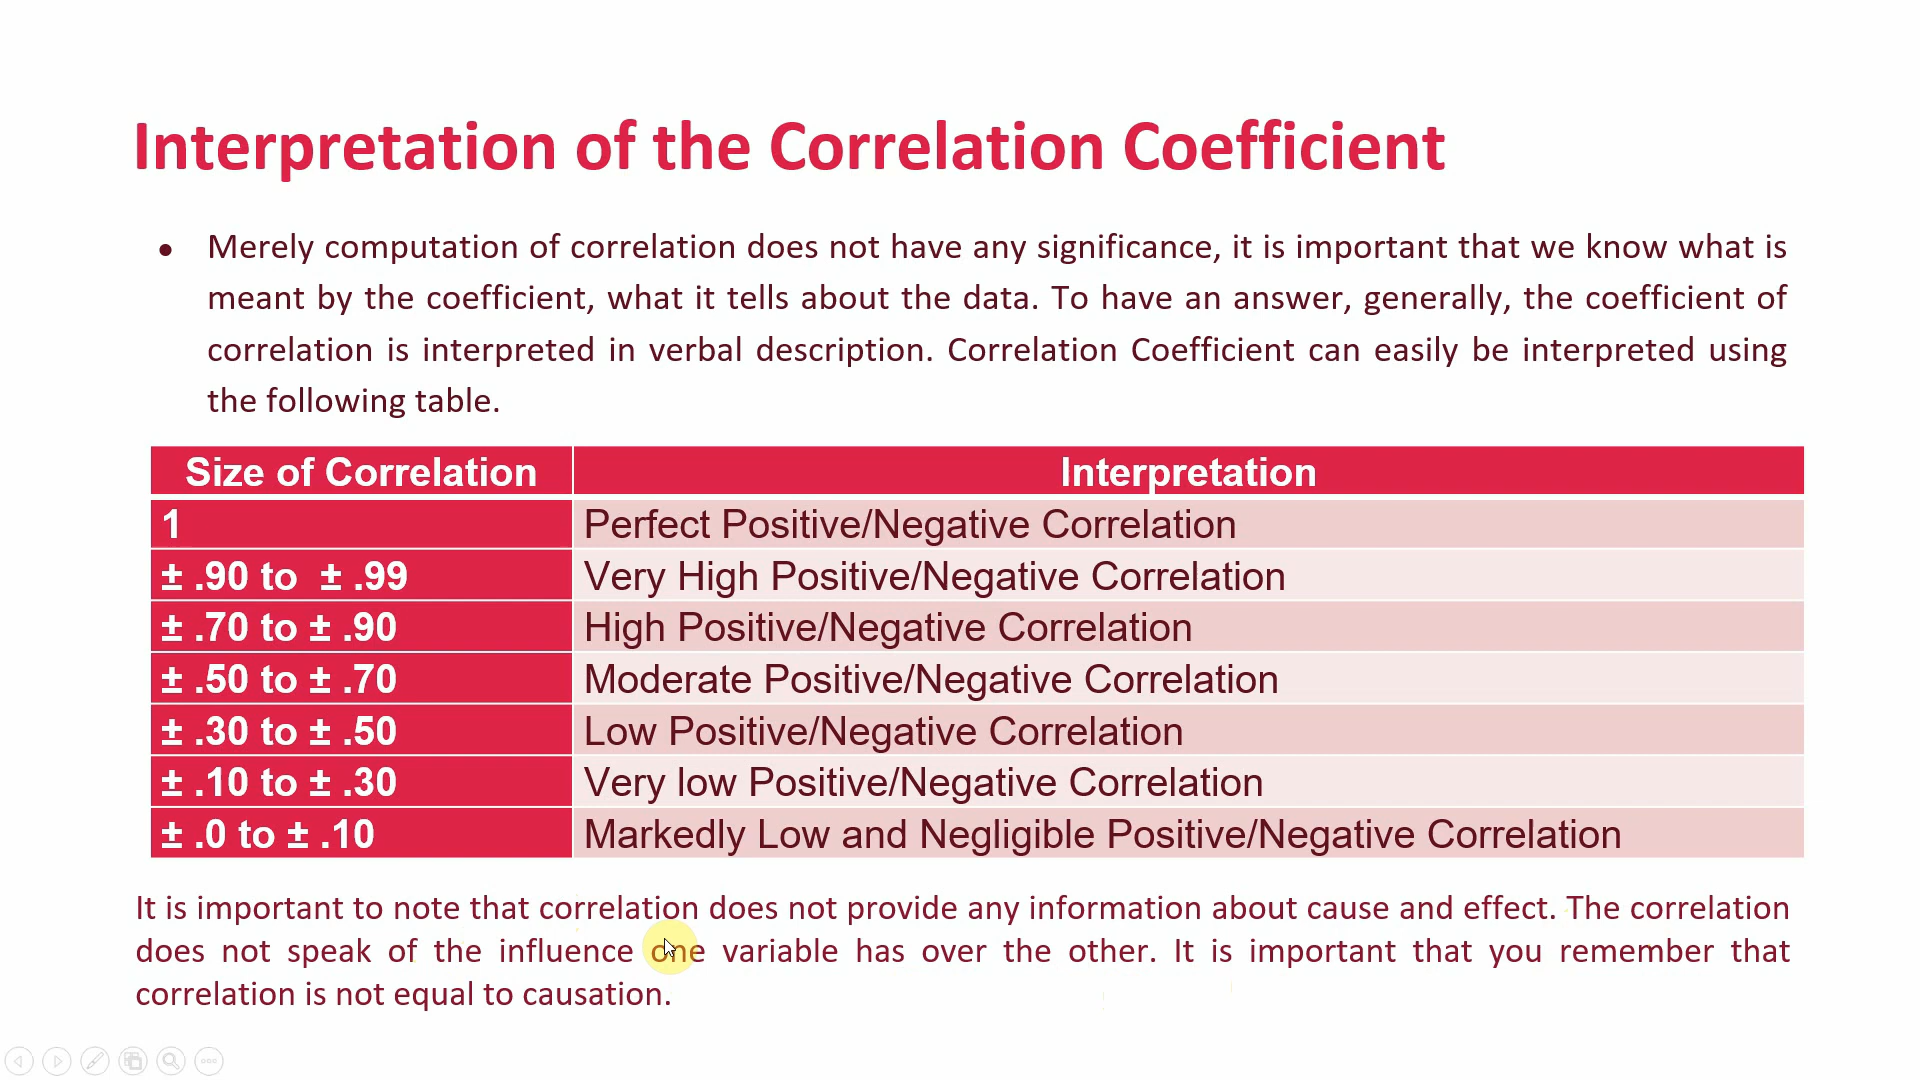 Interpretation of the Correlation Coefficient
• Merely computation of correlation does not have any significance, it is important that we know what is
meant by the coefficient, what it tells about the data. To have an answer, generally, the coefficient of
correlation is interpreted in verbal description. Correlation Coefficient can easily be interpreted using
the following table.
Size of Correlation Interpretation
1 Perfect Positive/Negative Correlation
± .90 to ± .99 Very High Positive/Negative Correlation
± .70 to ± .90 High Positive/Negative Correlation
± .50 to ± .70 Moderate Positive/Negative Correlation
± .30 to ± .50 Low Positive/Negative Correlation
± .10 to ± .30 Very low Positive/Negative Correlation
± .0 to ± .10 Markedly Low and Negligible Positive/Negative Correlation
It is important to note that correlation does not provide any information about cause and effect. The correlation
does not speak of the influence one variable has over the other. It is important that you remember that
correlation is not equal to causation.